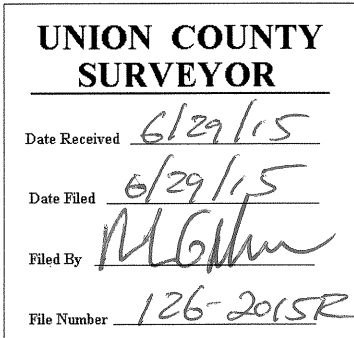 UNION COUNTY
SURVEYOR
Date Received 6/29/15
Date Filed 6/29/15
Filed By
File Number 126-2015R